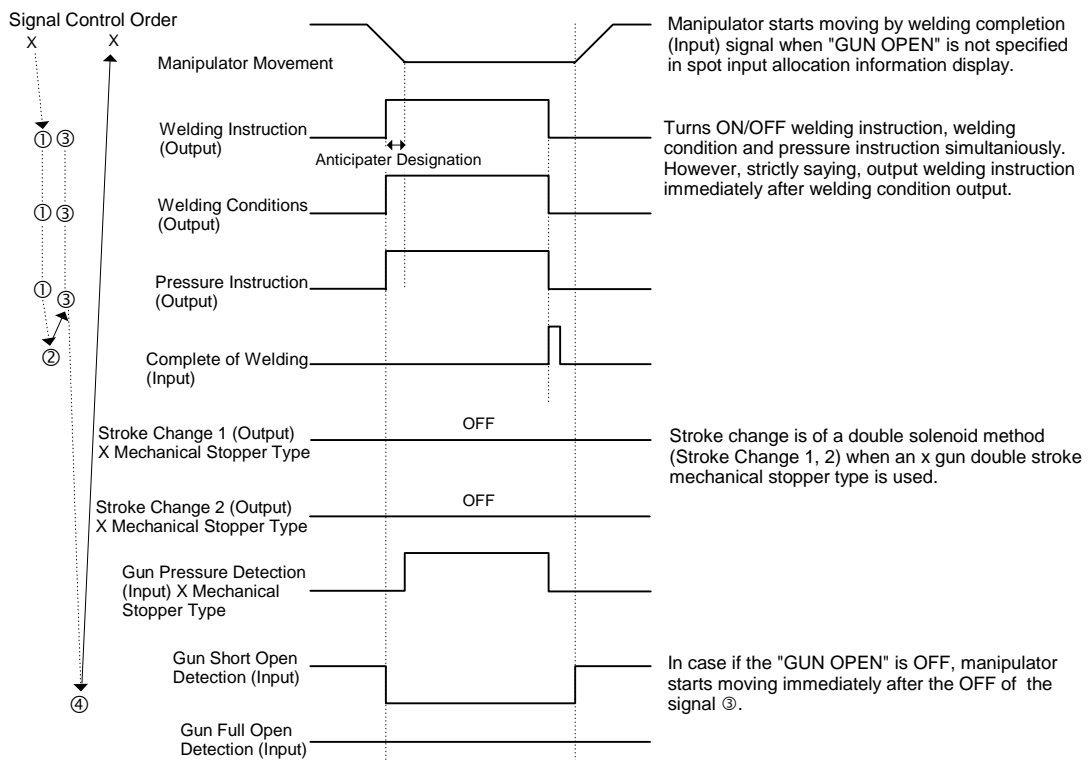 Signal Control Order
X
X
Manipulator Movement
Manipulator starts moving by welding completion
(Input) signal when "GUN OPEN" is not specified
in spot input allocation information display.
① ③
Welding Instruction
(Output)
Anticipater Designation
Turns ON/OFF welding instruction, welding
condition and pressure instruction simultaniously.
However, strictly saying, output welding instruction
immediately after welding condition output.
① ③
Welding Conditions
(Output)
① ③
Pressure Instruction
(Output)
②
Complete of Welding
(Input)
Stroke Change 1 (Output)
X Mechanical Stopper Type
OFF
Stroke change is of a double solenoid method
(Stroke Change 1, 2) when an x gun double stroke
mechanical stopper type is used.
Stroke Change 2 (Output)
X Mechanical Stopper Type
OFF
Gun Pressure Detection
(Input) X Mechanical
Stopper Type
④
Gun Short Open
Detection (Input)
In case if the "GUN OPEN" is OFF, manipulator
starts moving immediately after the OFF of the
signal ③.
Gun Full Open
Detection (Input)